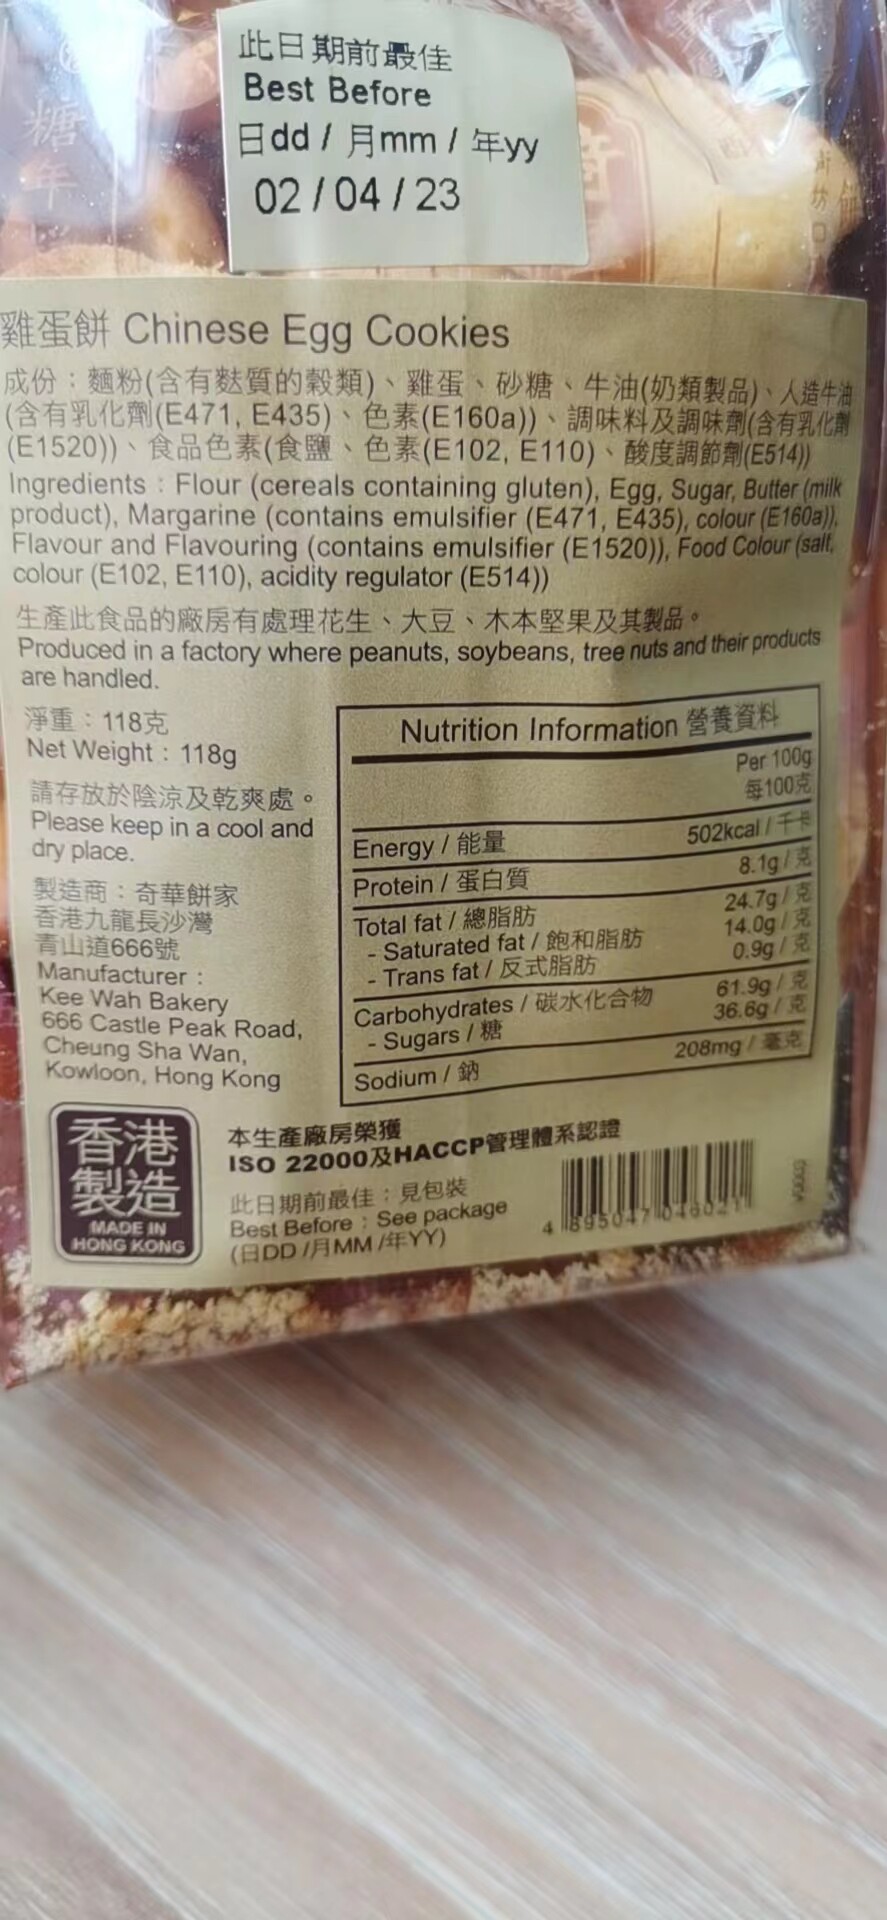 此日期前最佳
Best Before
日dd / 月mm / 年yy
02 / 04 / 23
糖
年
雞蛋餅 Chinese Egg Cookies
成份：麵粉(含有麩質的穀類)、雞蛋、砂糖、牛油(奶類製品)、人造牛油
(含有乳化劑(E471, E435)、色素(E160a))、調味料及調味劑(含有乳化劑
(E1520))、食品色素(食鹽、色素(E102, E110)、酸度調節劑(E514))
Ingredients : Flour (cereals containing gluten), Egg, Sugar, Butter (milk
product), Margarine (contains emulsifier (E471, E435), colour (E160a)),
Flavour and Flavouring (contains emulsifier (E1520)), Food Colour (salt,
colour (E102, E110), acidity regulator (E514))
生產此食品的廠房有處理花生、大豆、木本堅果及其製品。
Produced in a factory where peanuts, soybeans, tree nuts and their products
are handled.
淨重：118克
Net Weight : 118g
請存放於陰涼及乾爽處。
Please keep in a cool and
dry place.
製造商：奇華餅家
香港九龍長沙灣
青山道666號
Manufacturer :
Kee Wah Bakery
666 Castle Peak Road,
Cheung Sha Wan,
Kowloon, Hong Kong
Nutrition Information 營養資料
Per 100g
每100克
Energy / 能量 502kcal / 千卡
Protein / 蛋白質 8.1g / 克
Total fat / 總脂肪 24.7g / 克
- Saturated fat / 飽和脂肪 14.0g / 克
- Trans fat / 反式脂肪 0.9g / 克
Carbohydrates / 碳水化合物 61.9g / 克
- Sugars / 糖 36.6g / 克
Sodium / 鈉 208mg / 毫克
香港
製造
MADE IN
HONG KONG
本生產廠房榮獲
ISO 22000及HACCP管理體系認證
此日期前最佳：見包裝
Best Before : See package
(日DD /月MM /年YY)
4 895047 046021